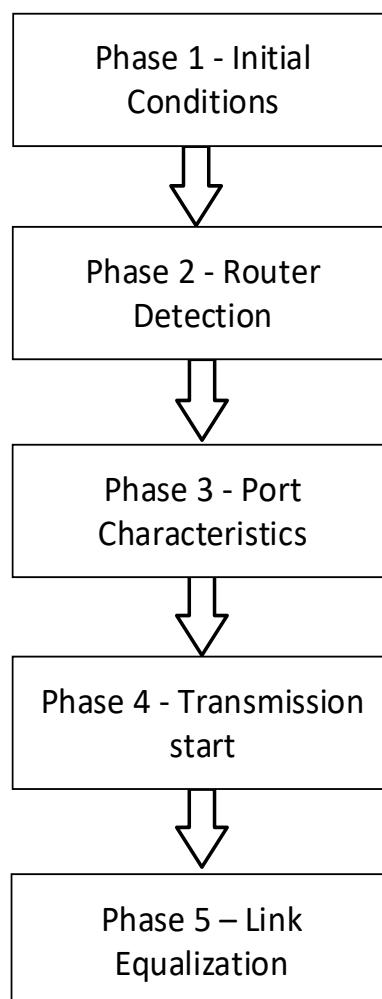 Phase 1 - Initial
Conditions
Phase 2 - Router
Detection
Phase 3 - Port
Characteristics
Phase 4 - Transmission
start
Phase 5 – Link
Equalization